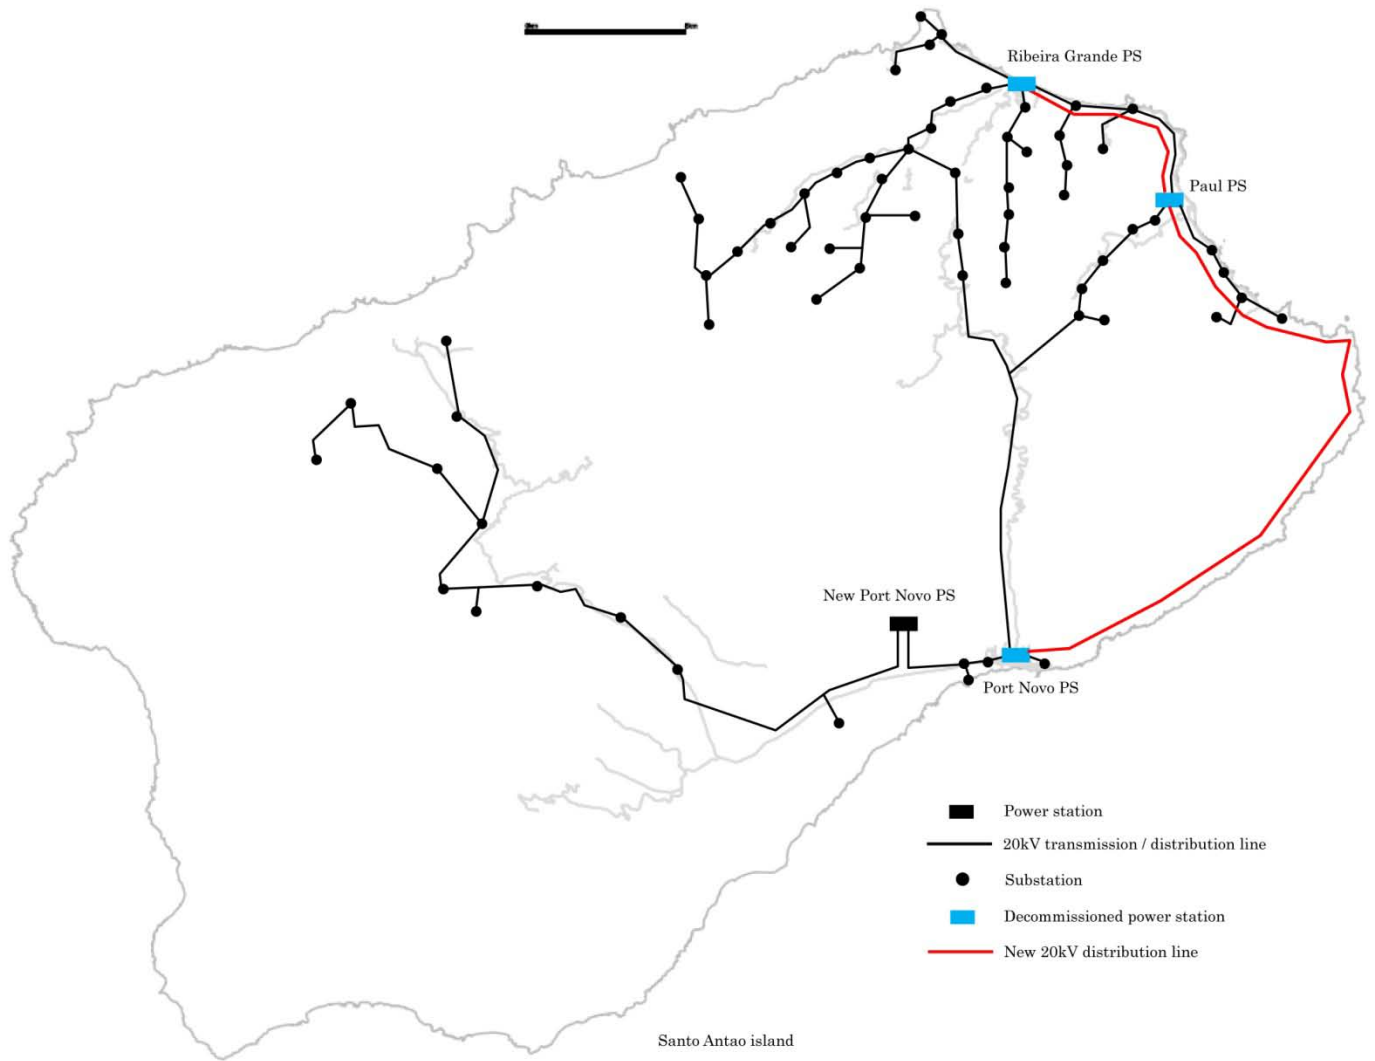 Ribeira Grande PS
Paul PS
New Port Novo PS
Port Novo PS
Power station
20kV transmission / distribution line
Substation
Decommissioned power station
New 20kV distribution line
Santo Antao island